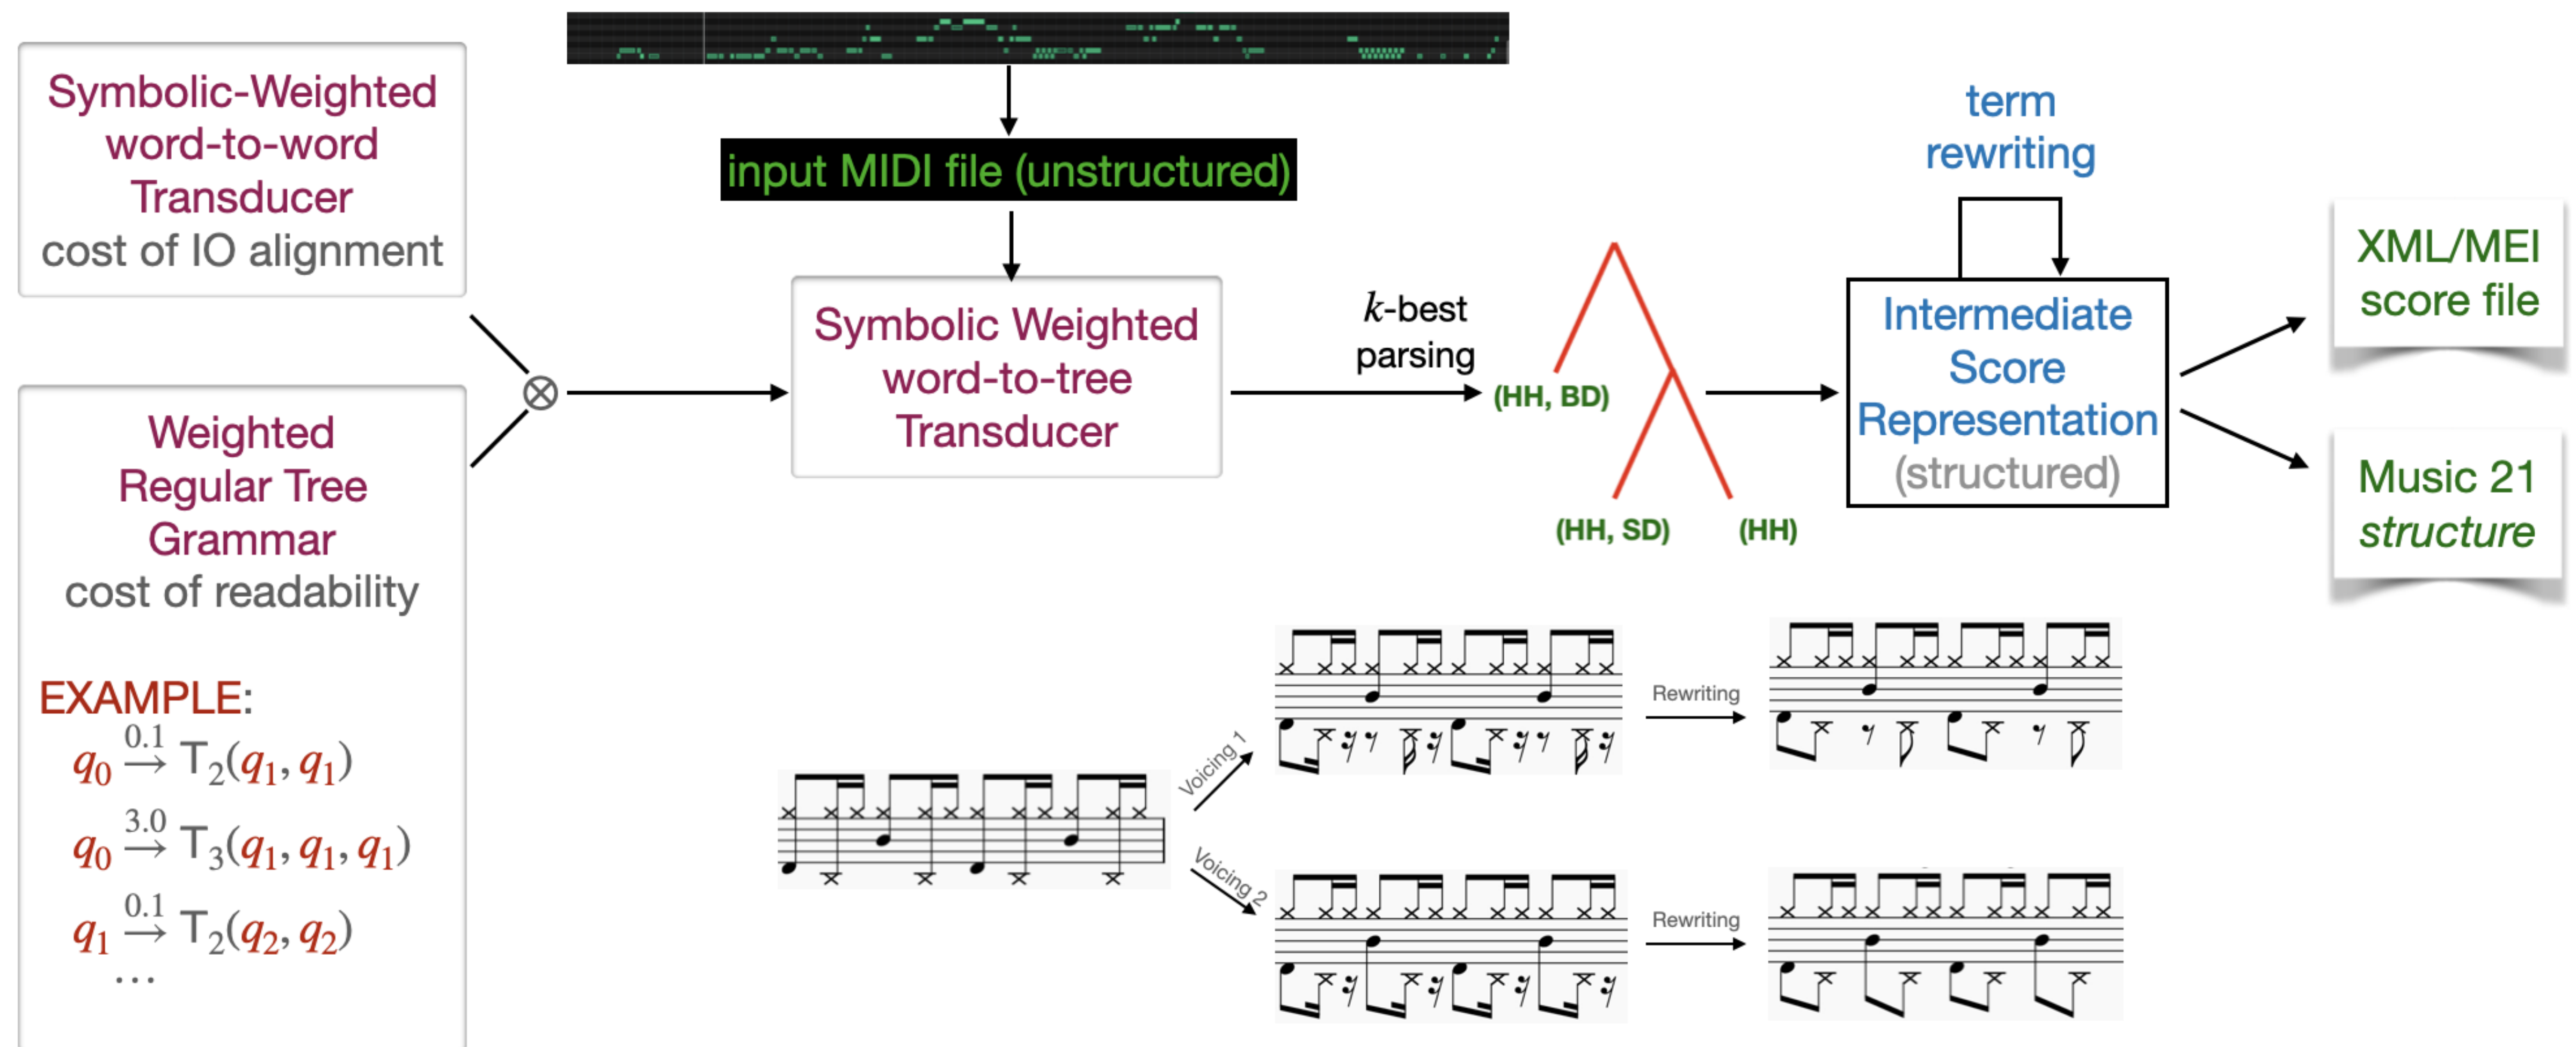 Symbolic-Weighted
word-to-word
Transducer
cost of IO alignment
Weighted
Regular Tree
Grammar
cost of readability
EXAMPLE:
q₀ →^{0.1} T₂(q₁, q₁)
q₀ →^{3.0} T₃(q₁, q₁, q₁)
q₁ →^{0.1} T₂(q₂, q₂)
...
⊗
input MIDI file (unstructured)
Symbolic Weighted
word-to-tree
Transducer
k-best
parsing
(HH, BD)
(HH, SD)
(HH)
term
rewriting
Intermediate
Score
Representation
(structured)
XML/MEI
score file
Music 21
structure
Voicing 1
Rewriting
Voicing 2
Rewriting